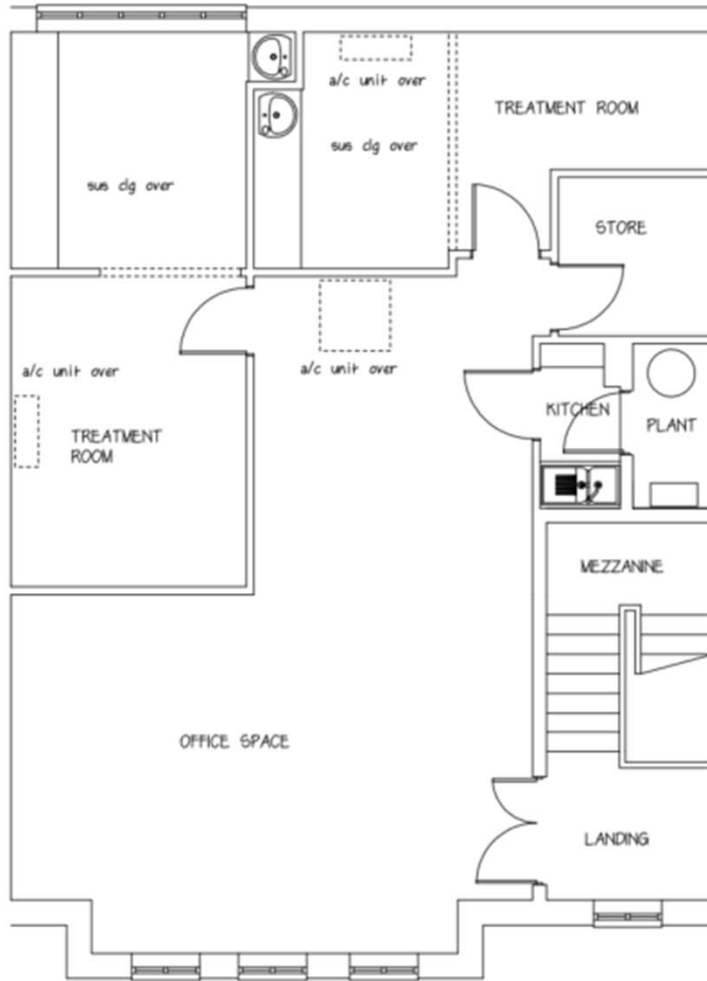 a/c unit over
TREATMENT ROOM
sus clg over
sus clg over
STORE
a/c unit over
a/c unit over
KITCHEN
PLANT
TREATMENT
ROOM
MEZZANINE
OFFICE SPACE
LANDING